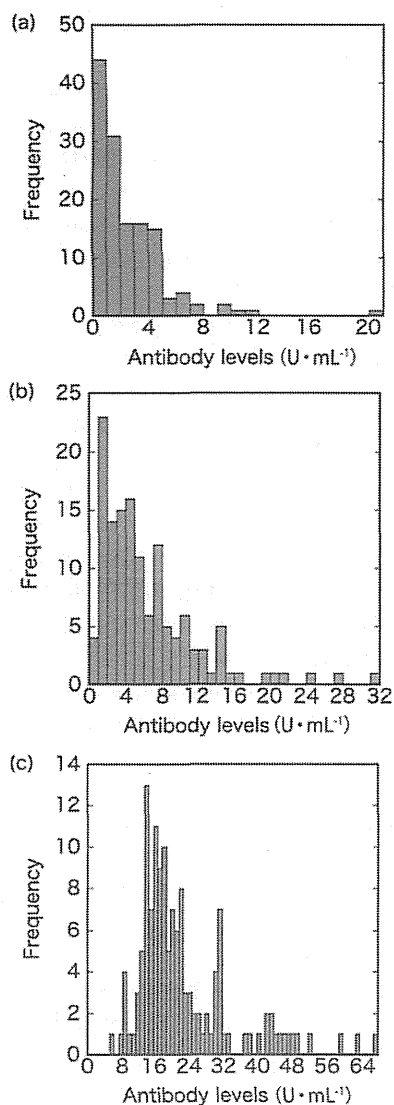 (a)
50
40
30
20
10
0
Frequency
0 4 8 12 16 20
Antibody levels (U・mL⁻¹)
(b)
25
20
15
10
5
0
Frequency
0 4 8 12 16 20 24 28 32
Antibody levels (U・mL⁻¹)
(c)
14
12
10
8
6
4
2
0
Frequency
0 8 16 24 32 40 48 56 64
Antibody levels (U・mL⁻¹)